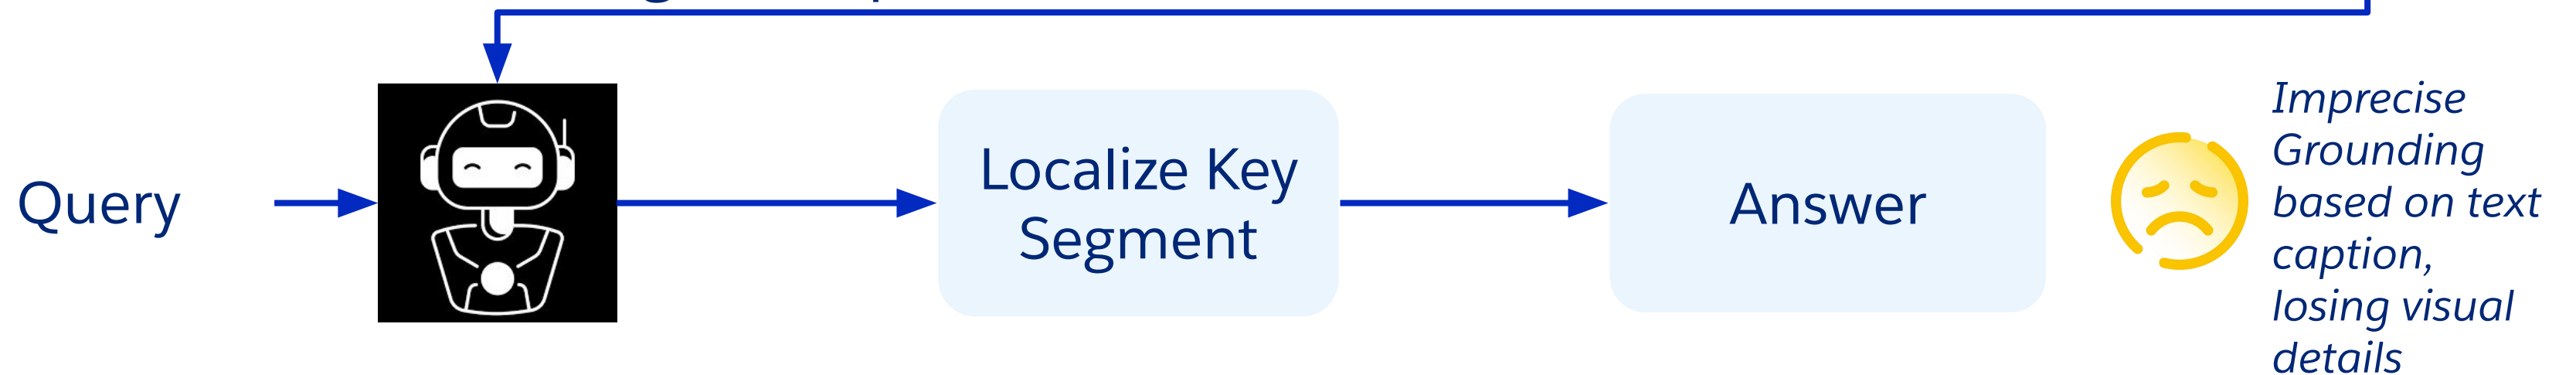 Query
Localize Key
Segment
Answer
Imprecise
Grounding
based on text
caption,
losing visual
details